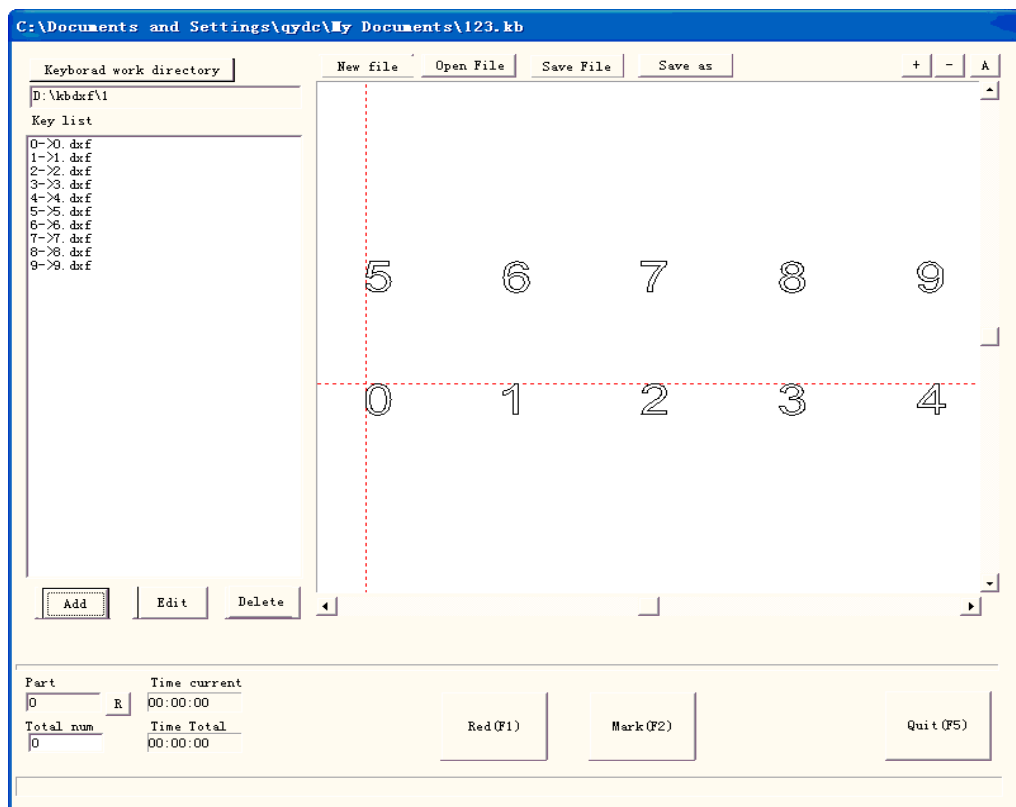 C:\Documents and Settings\qydc\My Documents\123.kb
Keyborad work directory
New file Open File Save File Save as + - A
D:\kbdxf\1
Key list
0->0.dxf
1->1.dxf
2->2.dxf
3->3.dxf
4->4.dxf
5->5.dxf
6->6.dxf
7->7.dxf
8->8.dxf
9->9.dxf
5 6 7 8 9
0 1 2 3 4
Add Edit Delete
Part Time current
0 R 00:00:00
Total num Time Total
0 00:00:00
Red(F1) Mark(F2) Quit(F5)